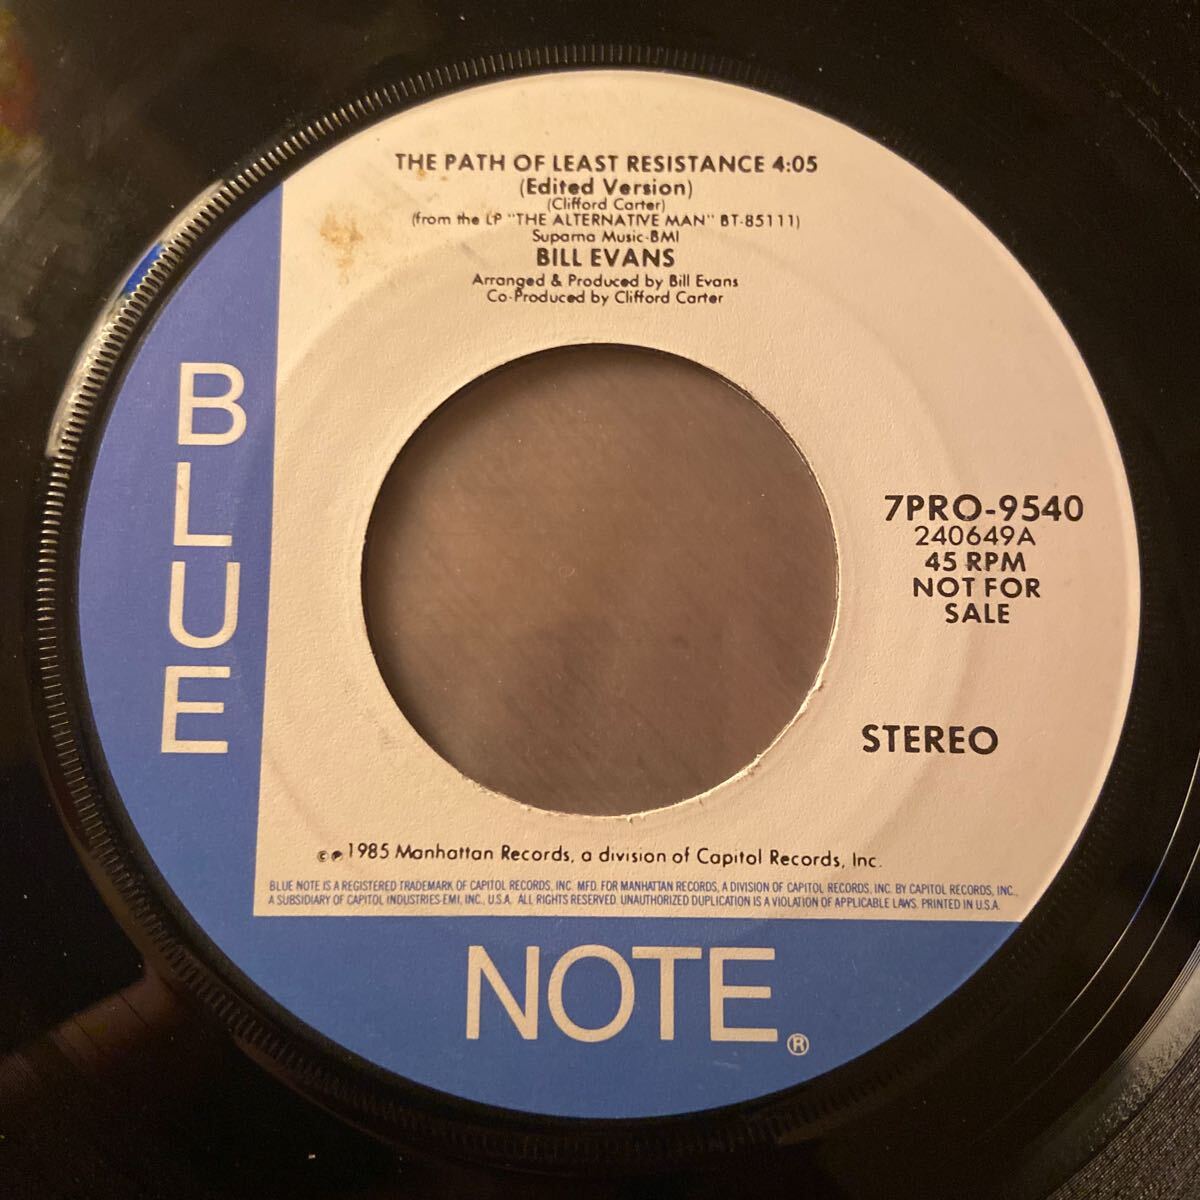 THE PATH OF LEAST RESISTANCE 4:05
(Edited Version)
(Clifford Carter)
(from the LP "THE ALTERNATIVE MAN" BT-85111)
Suparna Music-BMI
BILL EVANS
Arranged & Produced by Bill Evans
Co-Produced by Clifford Carter
BLUE
7PRO-9540
240649A
45 RPM
NOT FOR
SALE
STEREO
©℗1985 Manhattan Records, a division of Capitol Records, Inc.
BLUE NOTE IS A REGISTERED TRADEMARK OF CAPITOL RECORDS, INC. MFD. FOR MANHATTAN RECORDS, A DIVISION OF CAPITOL RECORDS, INC. BY CAPITOL RECORDS, INC.,
A SUBSIDIARY OF CAPITOL INDUSTRIES-EMI, INC., U.S.A. ALL RIGHTS RESERVED. UNAUTHORIZED DUPLICATION IS A VIOLATION OF APPLICABLE LAWS. PRINTED IN U.S.A.
NOTE®